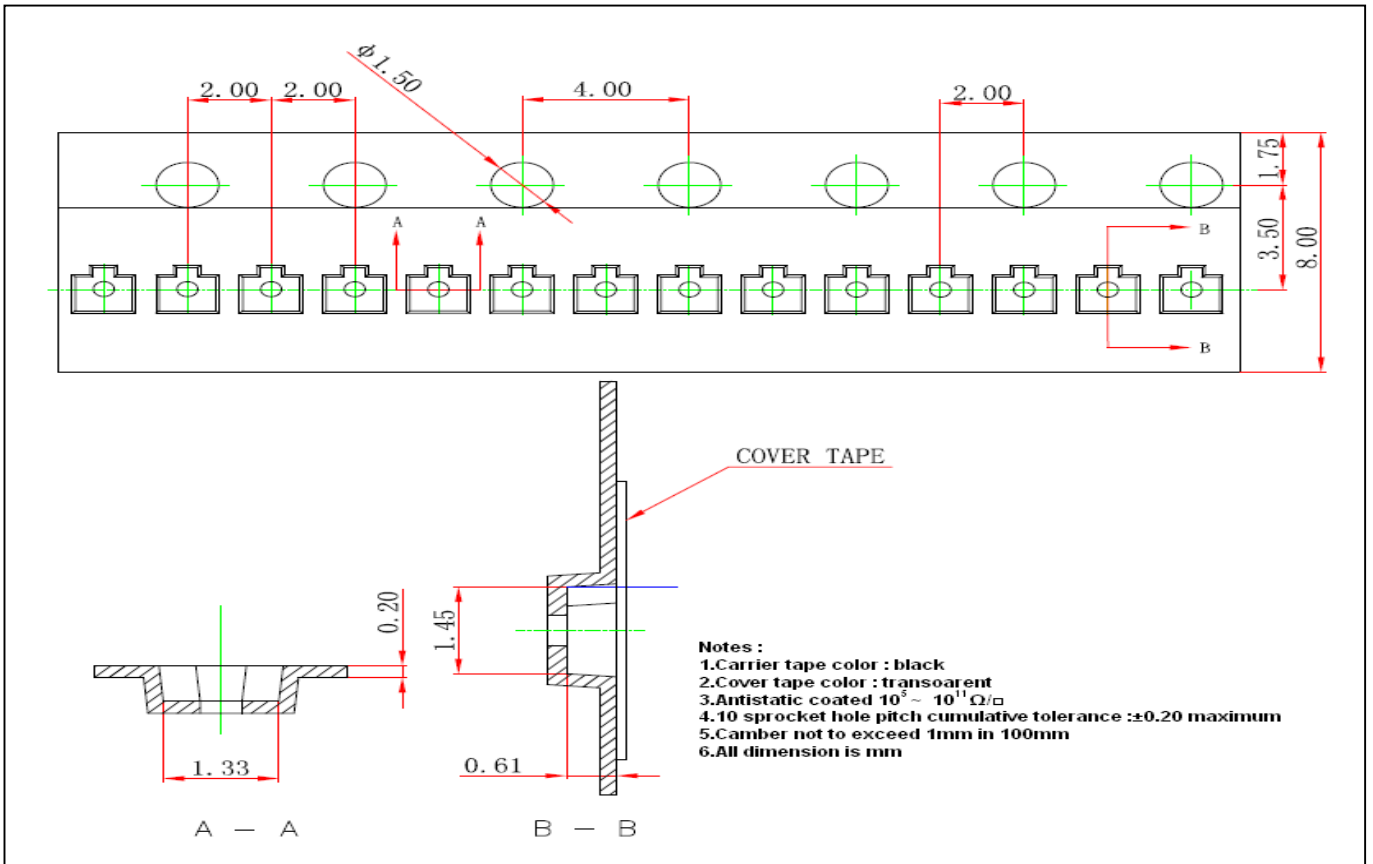 ϕ1.50
2.00 2.00 4.00 2.00
1.75
A A
B
3.50
8.00
B
COVER TAPE
0.20
1.45
Notes :
1.Carrier tape color : black
2.Cover tape color : transoarent
3.Antistatic coated 10⁵ ~ 10¹¹ Ω/□
4.10 sprocket hole pitch cumulative tolerance :±0.20 maximum
5.Camber not to exceed 1mm in 100mm
6.All dimension is mm
1.33
0.61
A — A
B — B